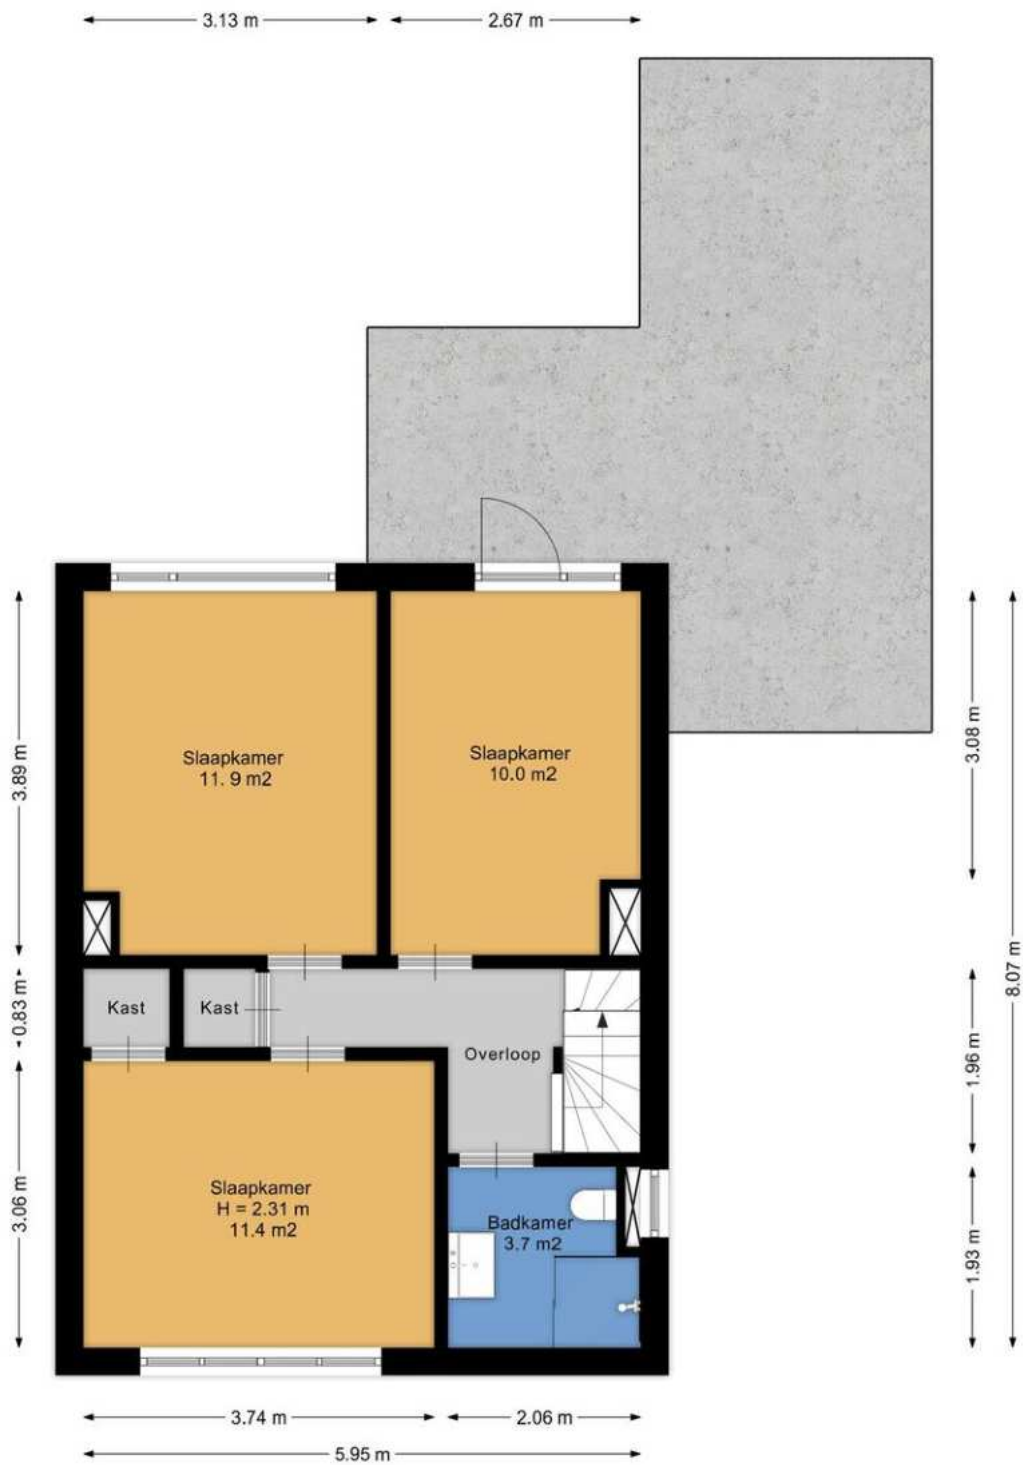 3.13 m
2.67 m
3.89 m
3.08 m
8.07 m
Slaapkamer
11. 9 m2
Slaapkamer
10.0 m2
0.83 m
Kast
Kast
Overloop
1.96 m
3.06 m
Slaapkamer
H = 2.31 m
11.4 m2
Badkamer
3.7 m2
1.93 m
3.74 m
2.06 m
5.95 m